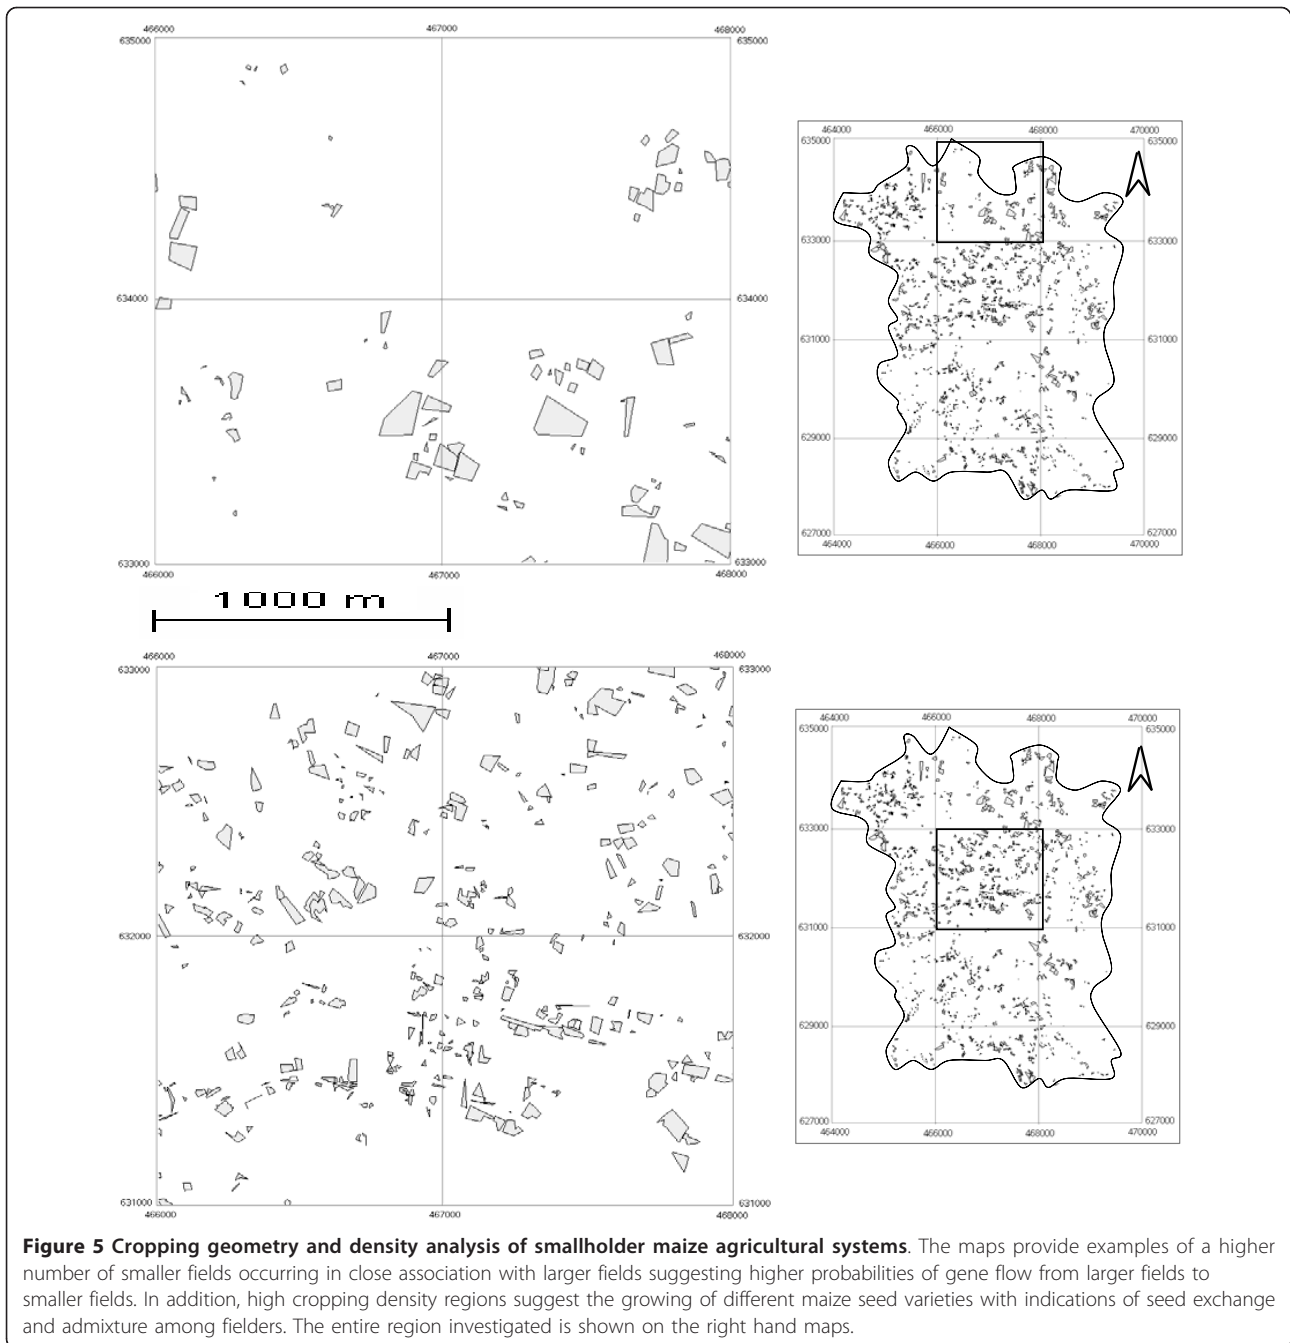 466000 467000 468000
635000 635000
634000 634000
633000 633000
466000 467000 468000
464000 466000 468000 470000
635000 635000
633000 633000
631000 631000
629000 629000
627000 627000
464000 466000 468000 470000
1000 m
466000 467000 468000
633000 633000
632000 632000
631000 631000
466000 467000 468000
464000 466000 468000 470000
635000 635000
633000 633000
631000 631000
629000 629000
627000 627000
464000 466000 468000 470000
Figure 5 Cropping geometry and density analysis of smallholder maize agricultural systems. The maps provide examples of a higher
number of smaller fields occurring in close association with larger fields suggesting higher probabilities of gene flow from larger fields to
smaller fields. In addition, high cropping density regions suggest the growing of different maize seed varieties with indications of seed exchange
and admixture among fielders. The entire region investigated is shown on the right hand maps.